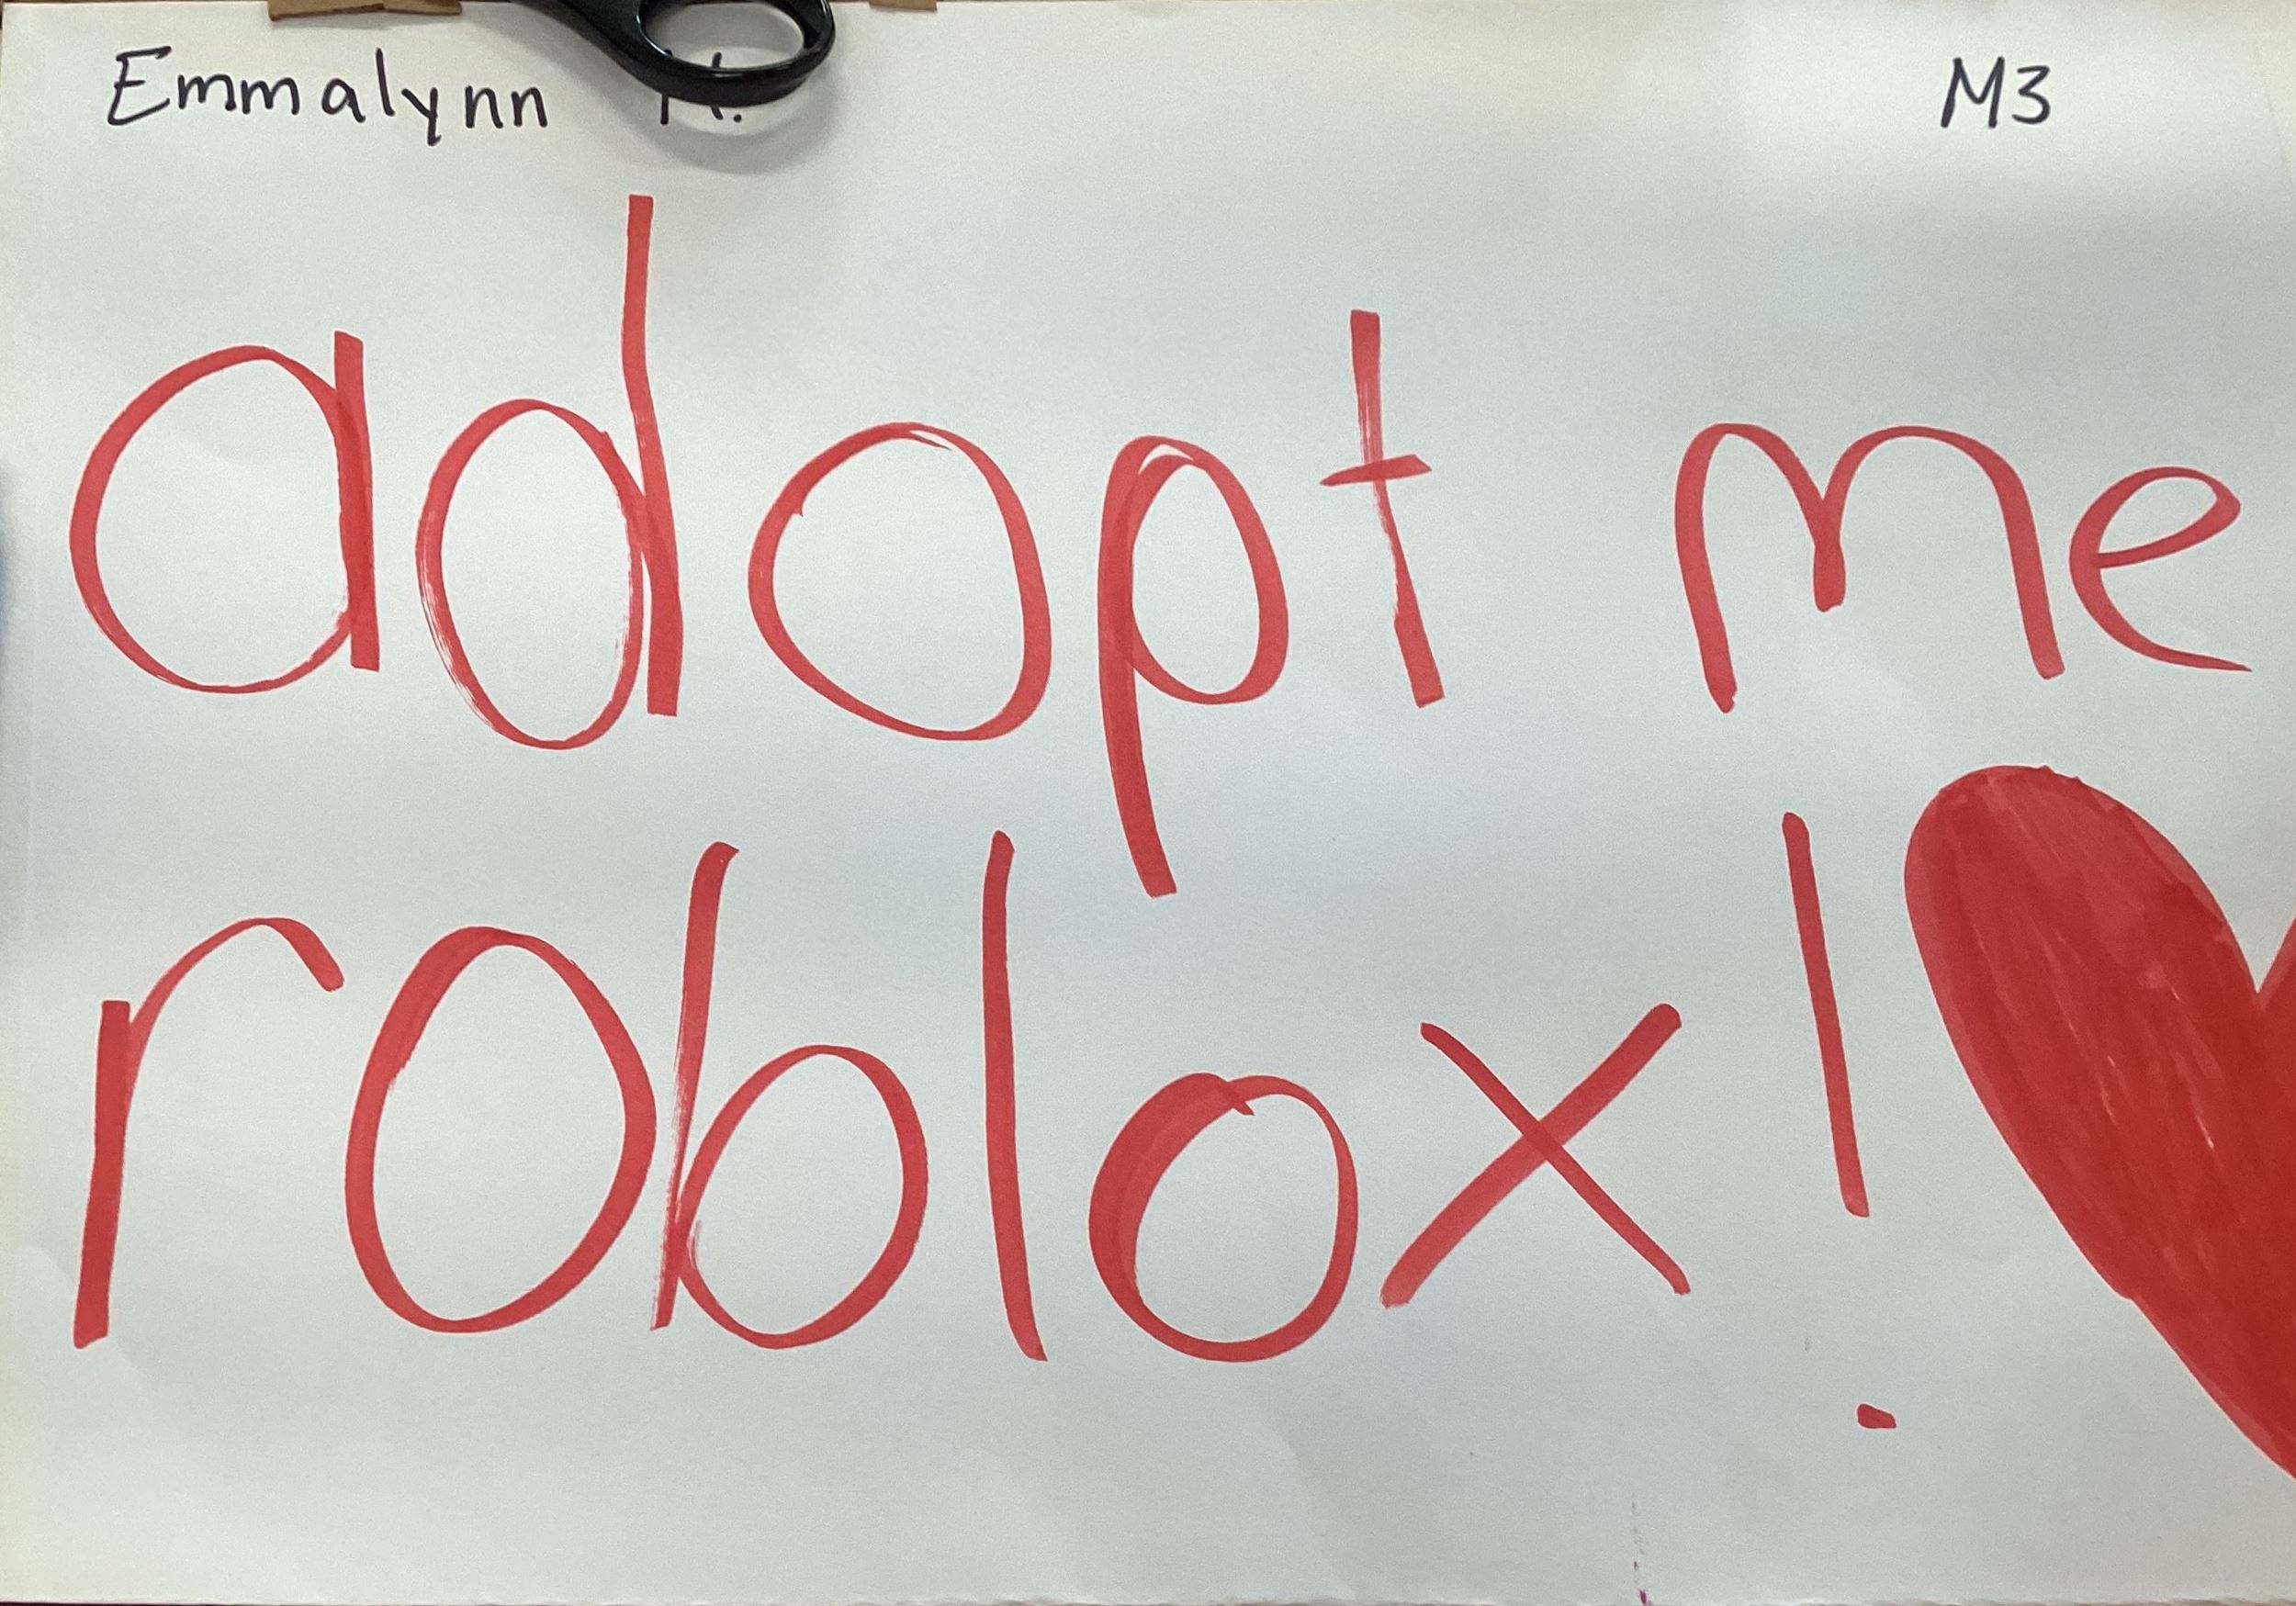 Emmalynn M3
adopt me
roblox!